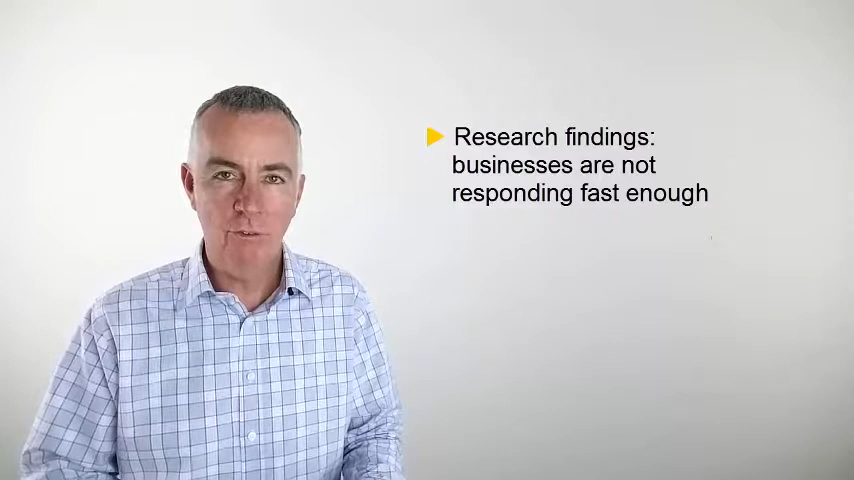 Research findings:
businesses are not
responding fast enough